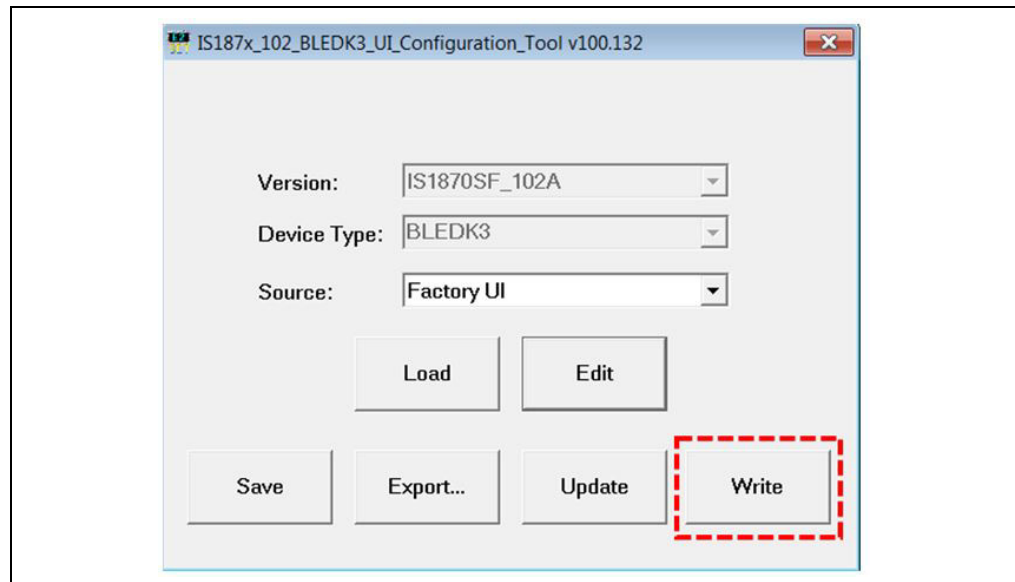 IS187x_102_BLEDK3_UI_Configuration_Tool v100.132
Version: IS1870SF_102A
Device Type: BLEDK3
Source: Factory UI
Load Edit
Save Export... Update Write